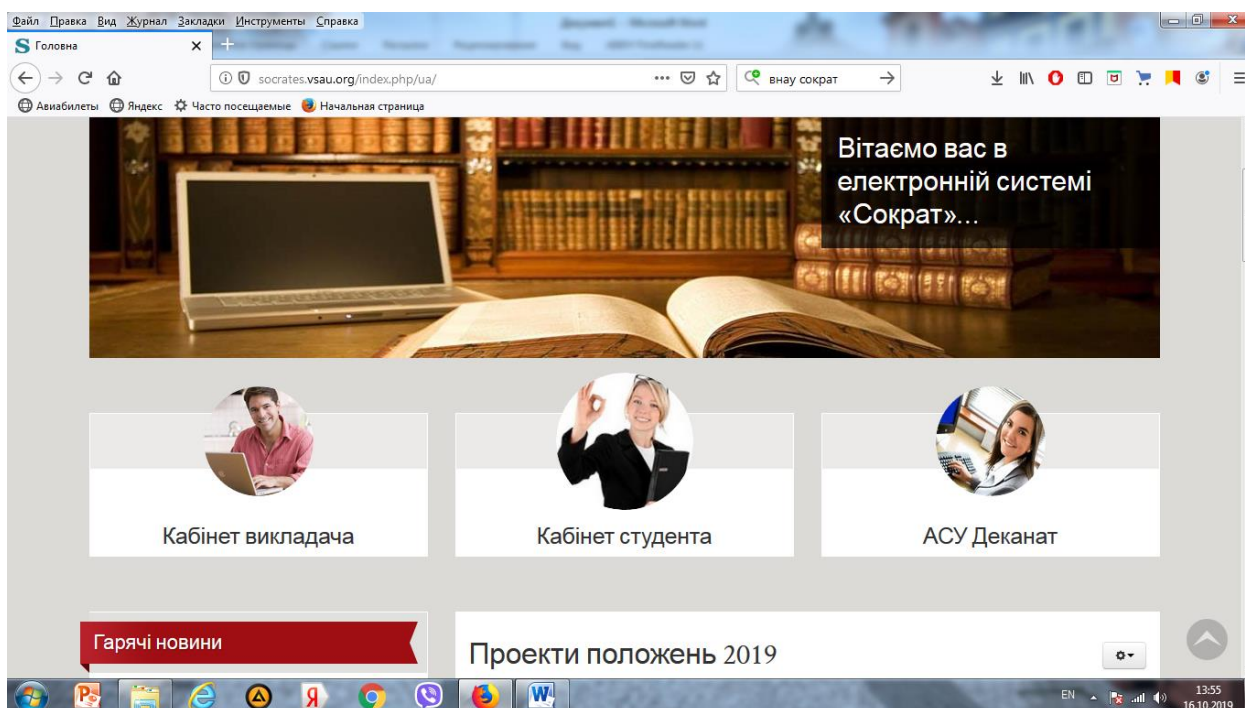 Файл Правка Вид Журнал Закладки Инструменты Справка
S Головна
socrates.vsau.org/index.php/ua/
внау сократ
Авиабилеты Яндекс Часто посещаемые Начальная страница
Вітаємо вас в
електронній системі
«Сократ»...
Кабінет викладача
Кабінет студента
АСУ Деканат
Гарячі новини
Проекти положень 2019
EN
13:55
16.10.2019